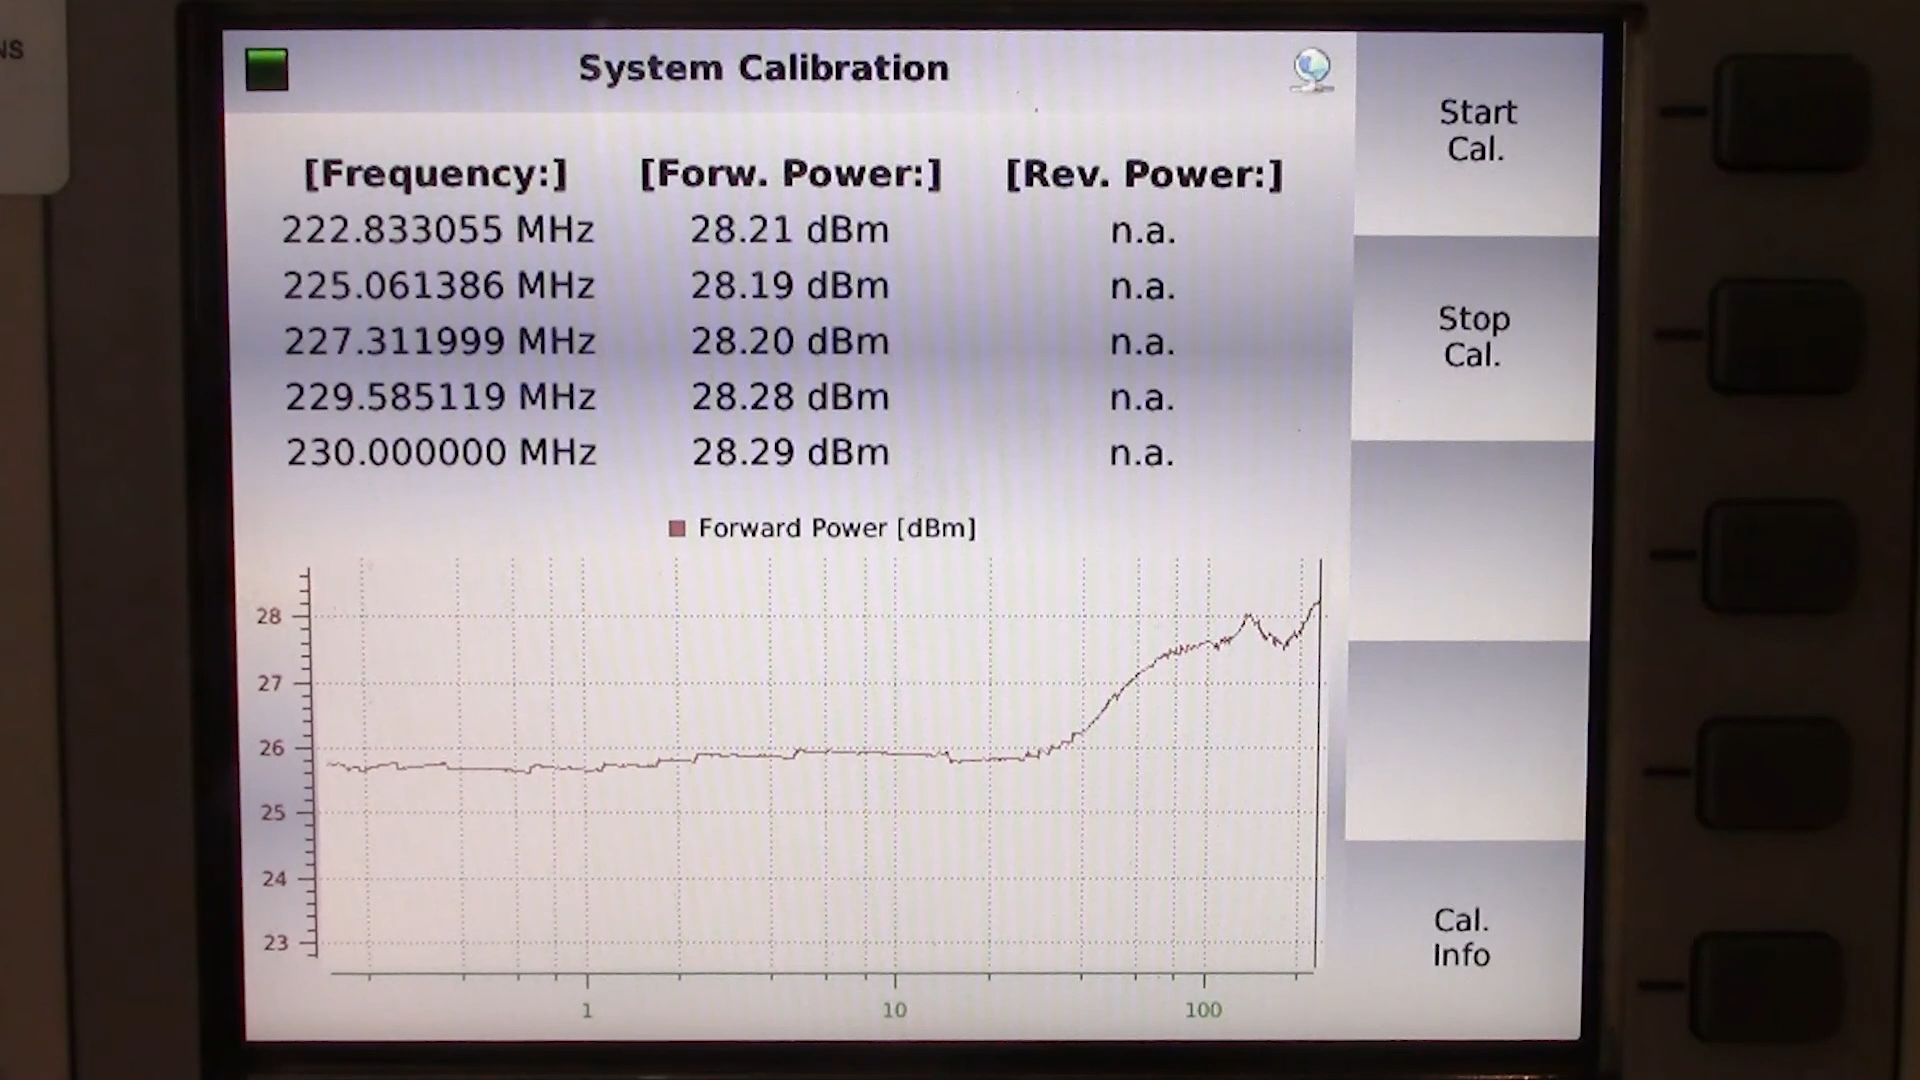 NS
System Calibration
Start
Cal.
[Frequency:] [Forw. Power:] [Rev. Power:]
222.833055 MHz 28.21 dBm n.a.
225.061386 MHz 28.19 dBm n.a.
227.311999 MHz 28.20 dBm n.a.
229.585119 MHz 28.28 dBm n.a.
230.000000 MHz 28.29 dBm n.a.
Stop
Cal.
Forward Power [dBm]
28
27
26
25
24
23
1 10 100
Cal.
Info